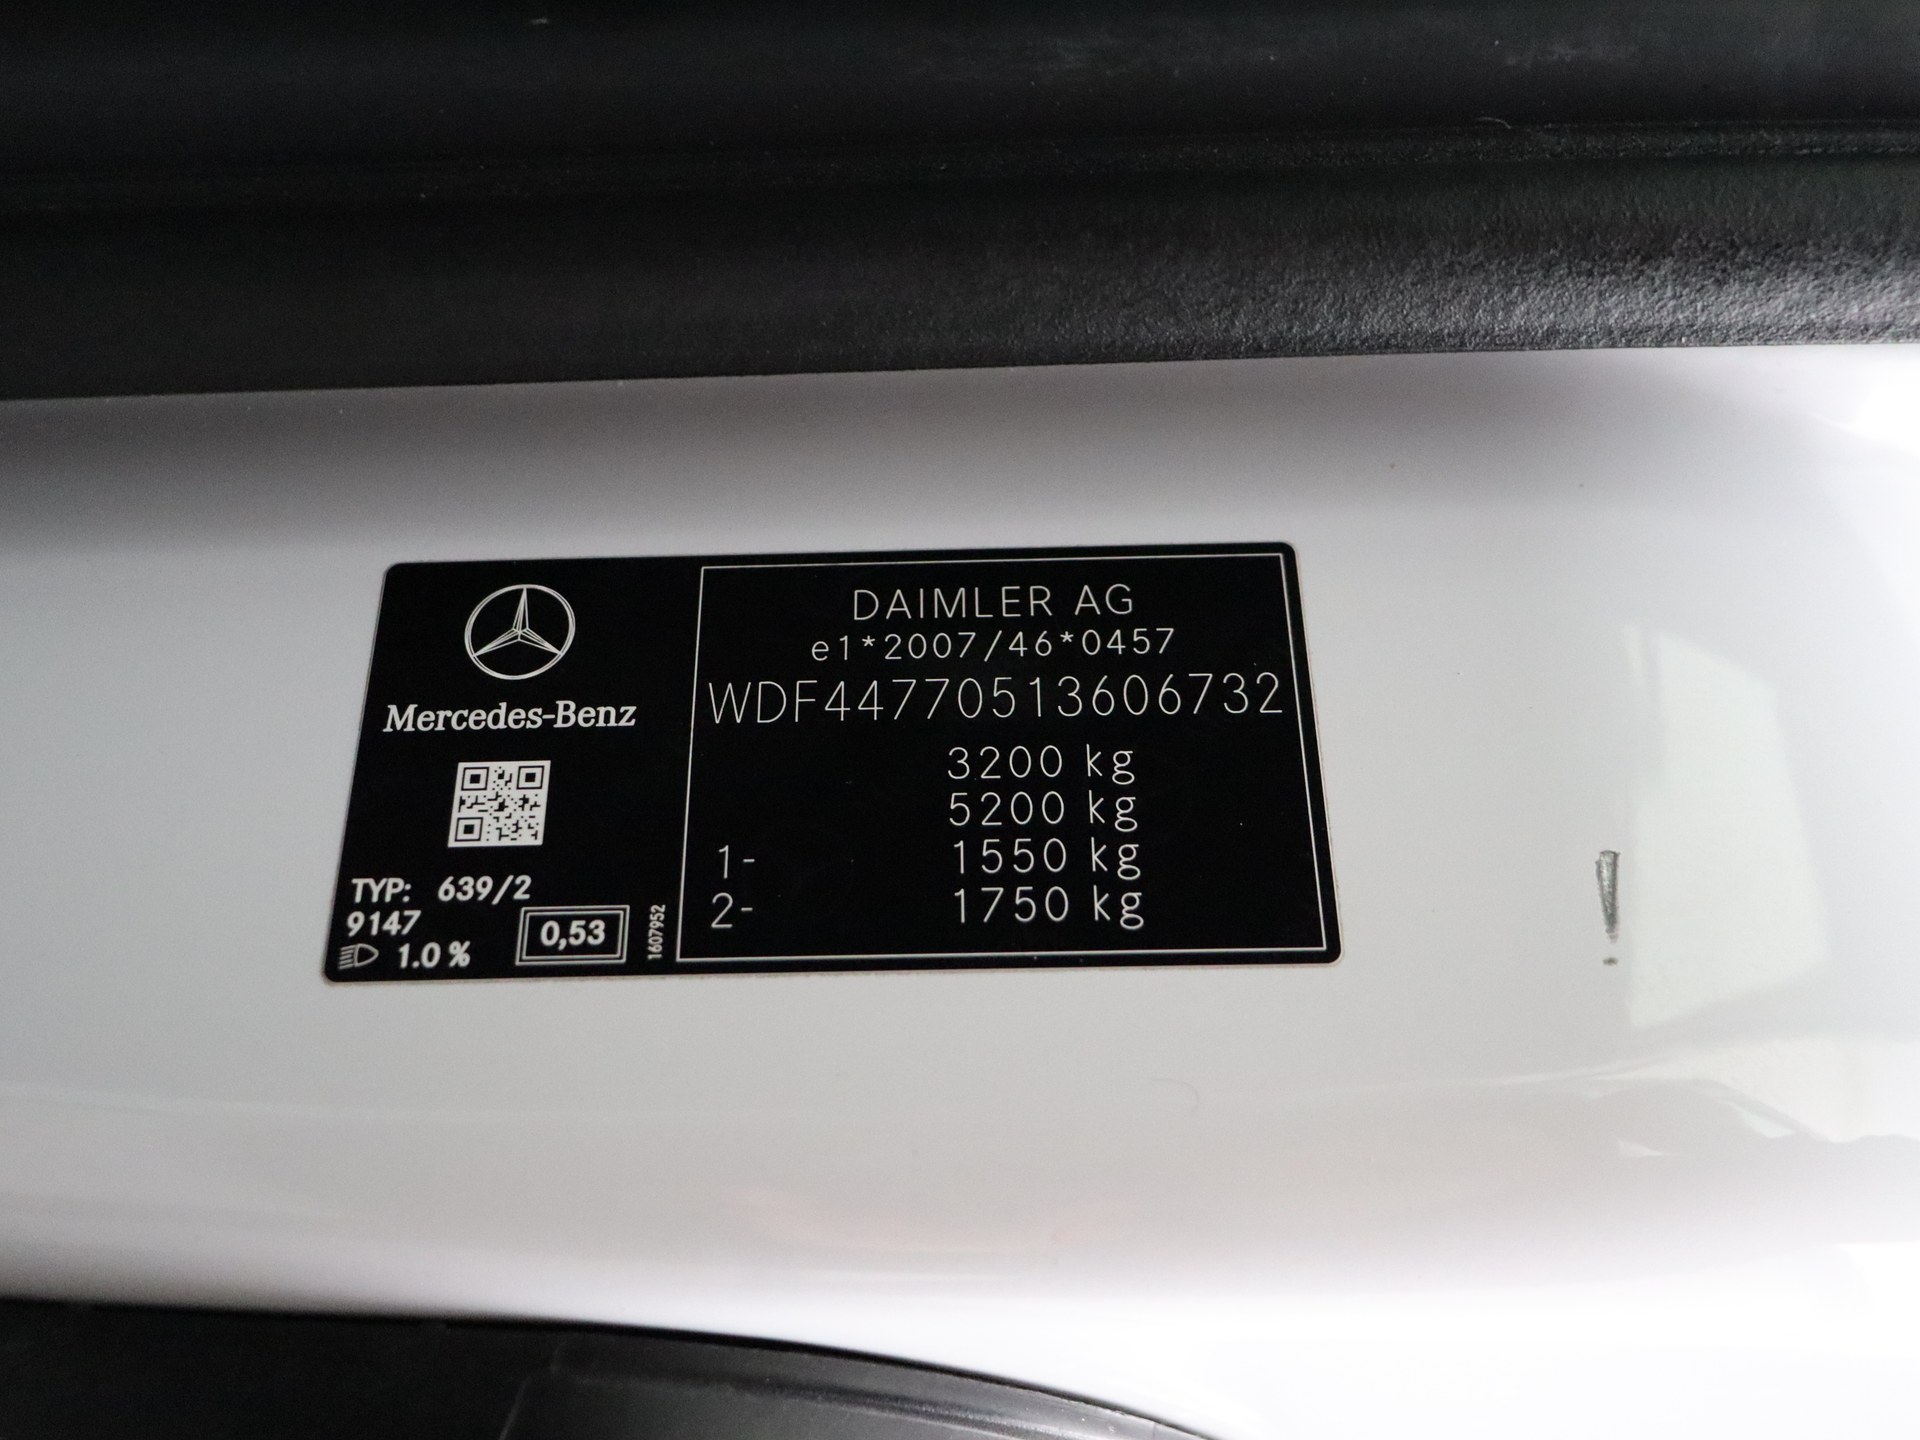 Mercedes-Benz
TYP: 639/2
9147
1.0 %
0,53
1607952
DAIMLER AG
e1*2007/46*0457
WDF44770513606732
3200 kg
5200 kg
1- 1550 kg
2- 1750 kg